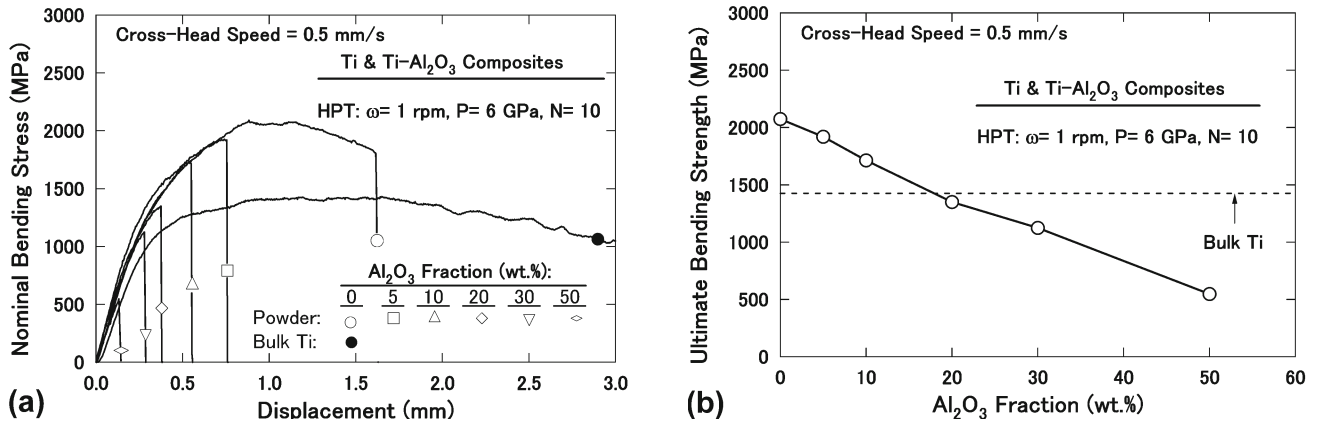 3000
Cross-Head Speed = 0.5 mm/s
2500
Ti & Ti-Al₂O₃ Composites
HPT: ω= 1 rpm, P= 6 GPa, N= 10
2000
1500
1000
500
0
Nominal Bending Stress (MPa)
Al₂O₃ Fraction (wt.%):
0 5 10 20 30 50
Powder:
Bulk Ti:
0.0 0.5 1.0 1.5 2.0 2.5 3.0
(a) Displacement (mm)
3000
Cross-Head Speed = 0.5 mm/s
2500
Ti & Ti-Al₂O₃ Composites
2000
HPT: ω= 1 rpm, P= 6 GPa, N= 10
1500
Bulk Ti
1000
500
0
Ultimate Bending Strength (MPa)
0 10 20 30 40 50 60
(b) Al₂O₃ Fraction (wt.%)